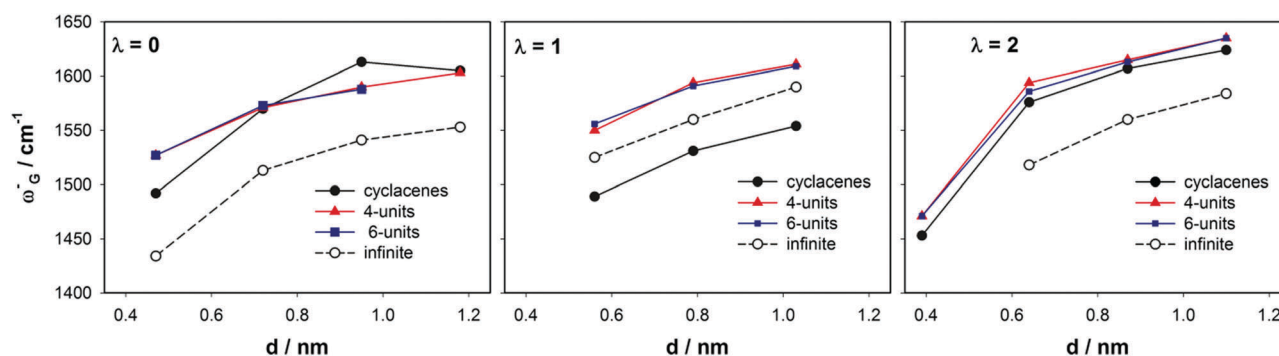 1650
1600
1550
1500
1450
1400
ω⁻G / cm⁻¹
λ = 0
cyclacenes
4-units
6-units
infinite
0.4 0.6 0.8 1.0 1.2
d / nm
λ = 1
cyclacenes
4-units
6-units
infinite
0.4 0.6 0.8 1.0 1.2
d / nm
λ = 2
cyclacenes
4-units
6-units
infinite
0.4 0.6 0.8 1.0 1.2
d / nm